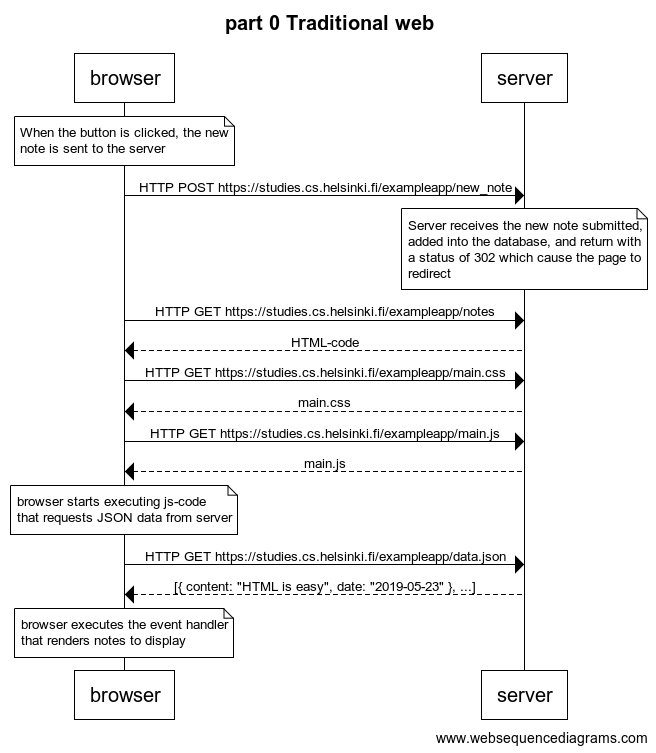 part 0 Traditional web
browser
server
When the button is clicked, the new
note is sent to the server
HTTP POST https://studies.cs.helsinki.fi/exampleapp/new_note
Server receives the new note submitted,
added into the database, and return with
a status of 302 which cause the page to
redirect
HTTP GET https://studies.cs.helsinki.fi/exampleapp/notes
HTML-code
HTTP GET https://studies.cs.helsinki.fi/exampleapp/main.css
main.css
HTTP GET https://studies.cs.helsinki.fi/exampleapp/main.js
main.js
browser starts executing js-code
that requests JSON data from server
HTTP GET https://studies.cs.helsinki.fi/exampleapp/data.json
[{ content: "HTML is easy", date: "2019-05-23" }, ...]
browser executes the event handler
that renders notes to display
browser
server
www.websequencediagrams.com